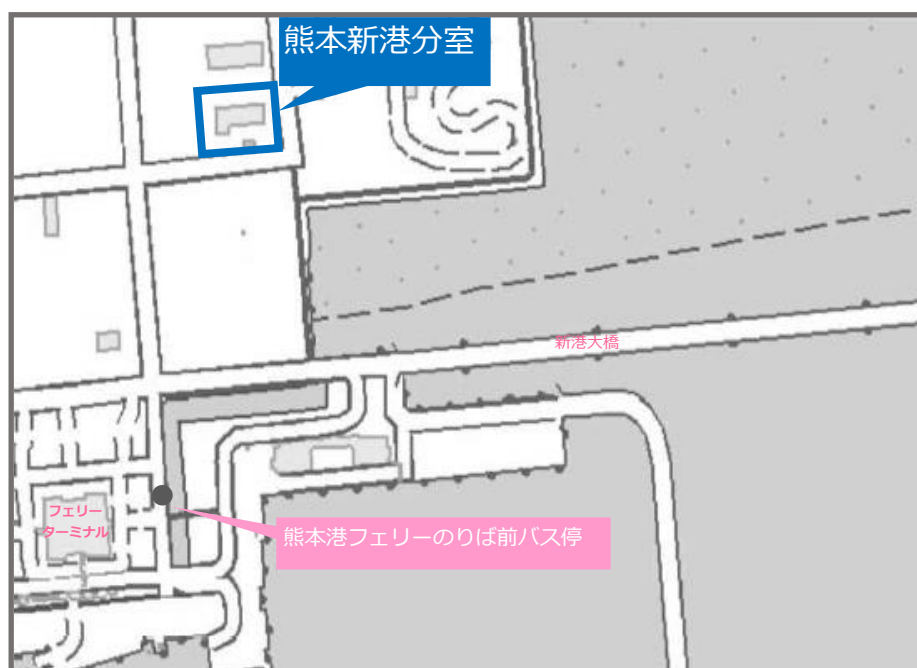 熊本新港分室
新港大橋
フェリー
ターミナル
熊本港フェリーのりば前バス停